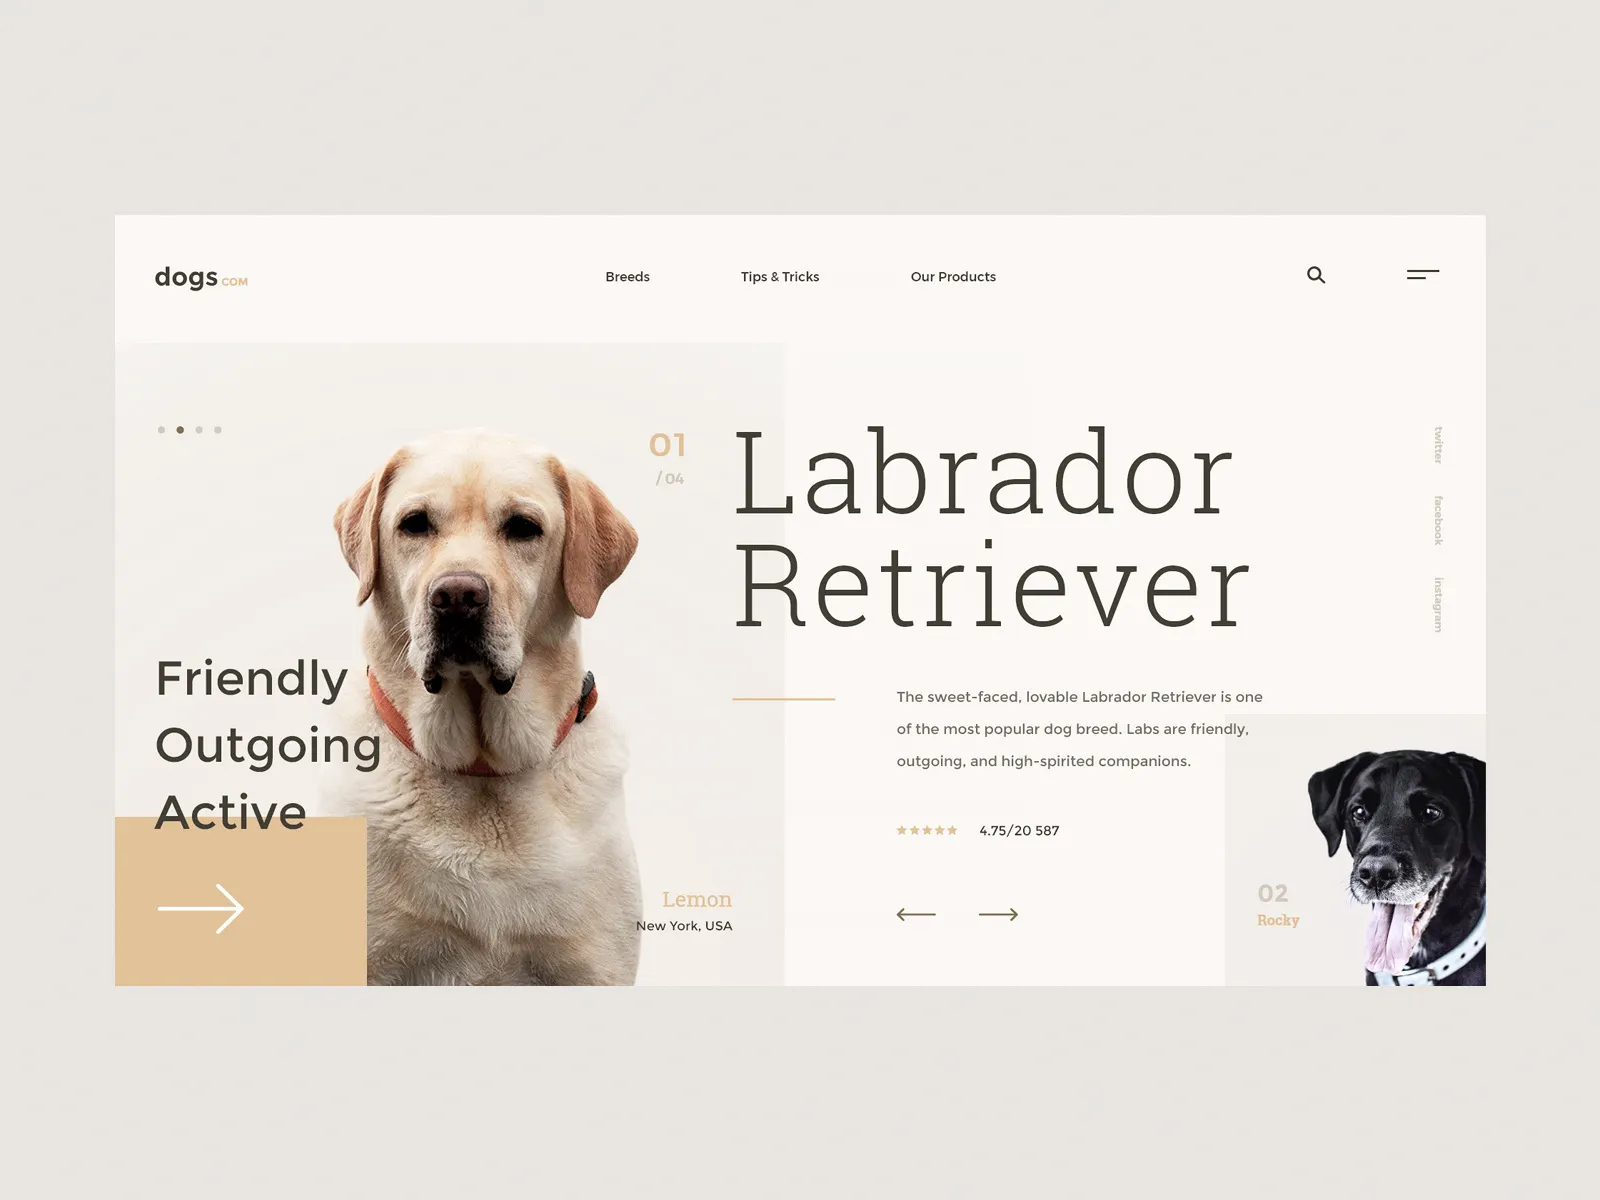 dogs COM
Breeds
Tips & Tricks
Our Products
01
/ 04
Labrador
Retriever
twitter
facebook
instagram
Friendly
Outgoing
Active
The sweet-faced, lovable Labrador Retriever is one
of the most popular dog breed. Labs are friendly,
outgoing, and high-spirited companions.
4.75/20 587
Lemon
New York, USA
02
Rocky